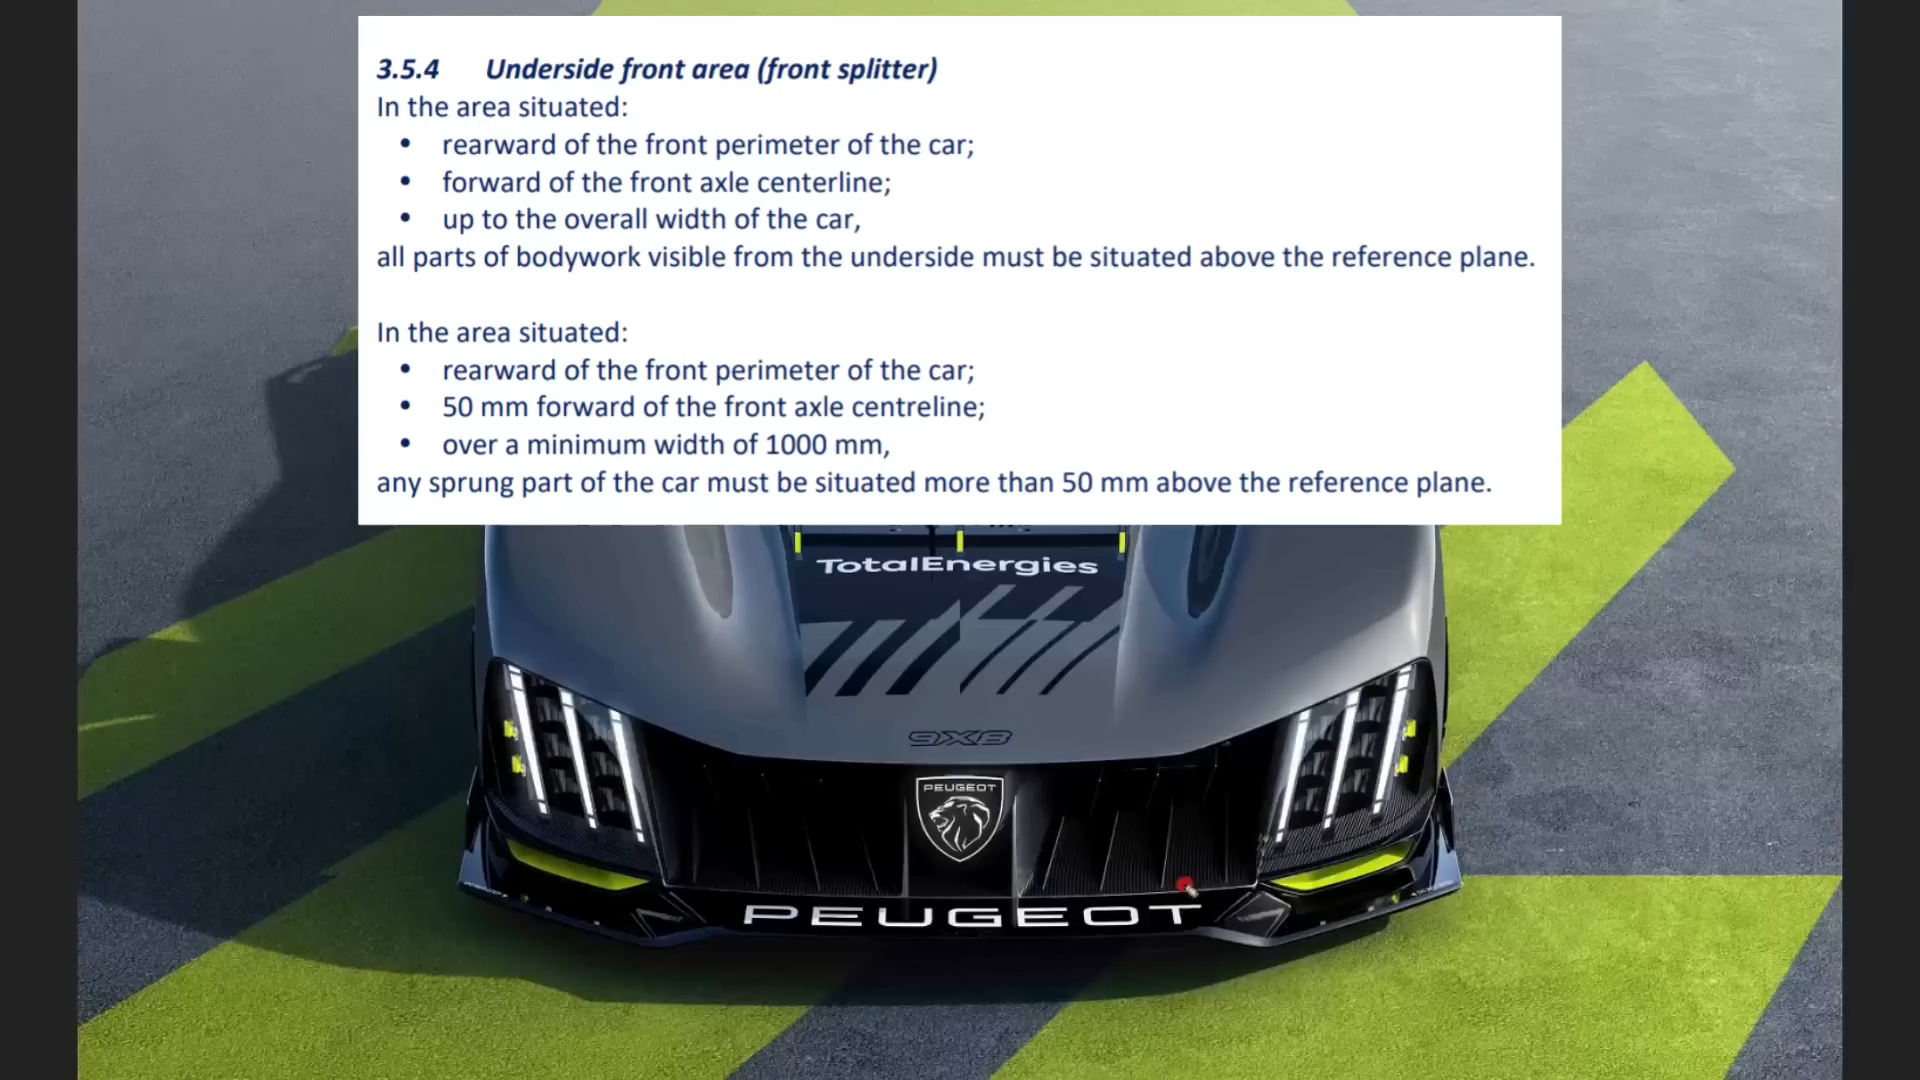 3.5.4 Underside front area (front splitter)
In the area situated:
• rearward of the front perimeter of the car;
• forward of the front axle centerline;
• up to the overall width of the car,
all parts of bodywork visible from the underside must be situated above the reference plane.
In the area situated:
• rearward of the front perimeter of the car;
• 50 mm forward of the front axle centreline;
• over a minimum width of 1000 mm,
any sprung part of the car must be situated more than 50 mm above the reference plane.
TotalEnergies
9X8
PEUGEOT
PEUGEOT